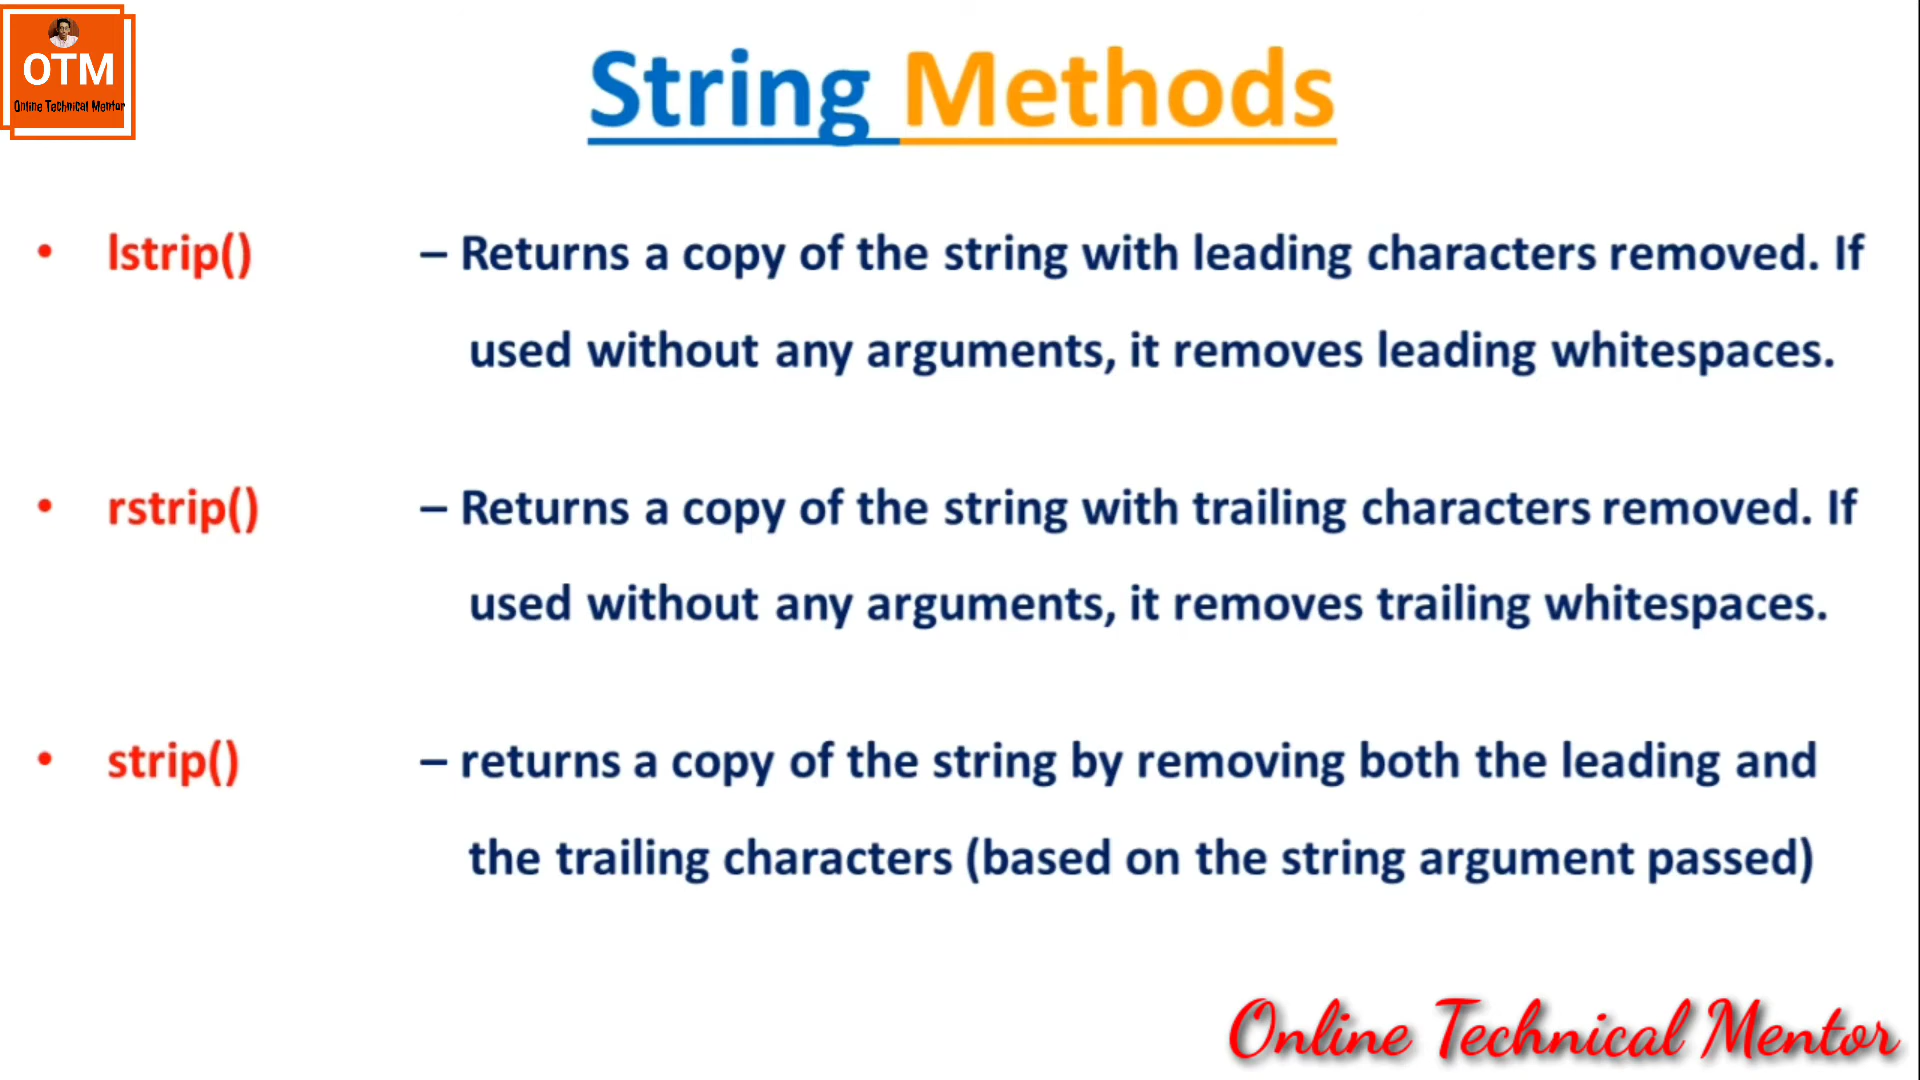 OTM
Online Technical Mentor
String Methods
• lstrip() – Returns a copy of the string with leading characters removed. If
used without any arguments, it removes leading whitespaces.
• rstrip() – Returns a copy of the string with trailing characters removed. If
used without any arguments, it removes trailing whitespaces.
• strip() – returns a copy of the string by removing both the leading and
the trailing characters (based on the string argument passed)
Online Technical Mentor